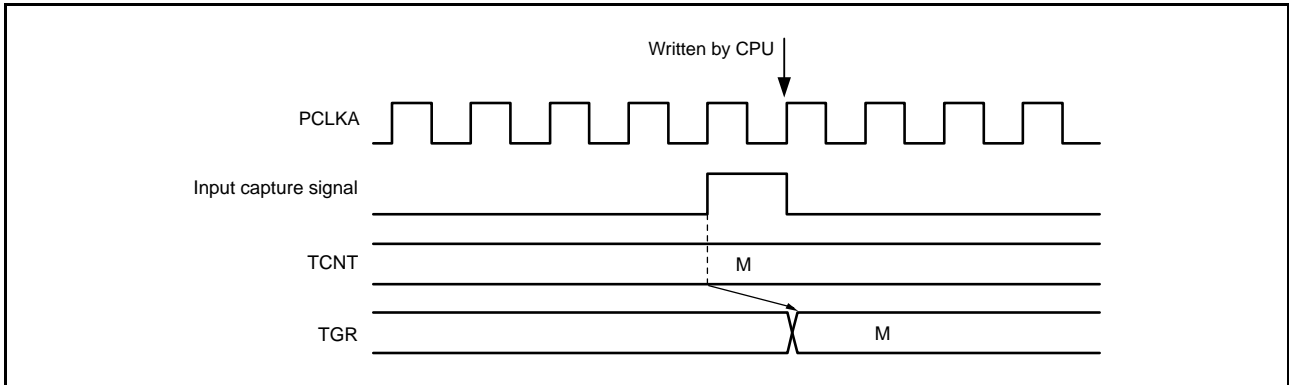 Written by CPU
PCLKA
Input capture signal
TCNT
M
TGR
M